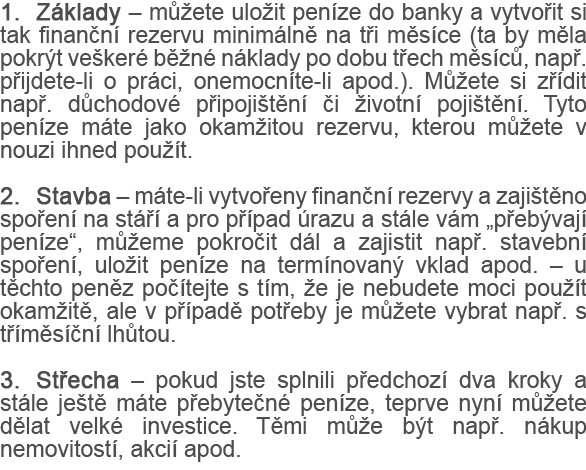 1. Základy – můžete uložit peníze do banky a vytvořit si
tak finanční rezervu minimálně na tři měsíce (ta by měla
pokrýt veškeré běžné náklady po dobu třech měsíců, např.
přijdete-li o práci, onemocníte-li apod.). Můžete si zřídit
např. důchodové připojištění či životní pojištění. Tyto
peníze máte jako okamžitou rezervu, kterou můžete v
nouzi ihned použít.

2. Stavba – máte-li vytvořeny finanční rezervy a zajištěno
spoření na stáří a pro případ úrazu a stále vám „přebývají
peníze“, můžeme pokročit dál a zajistit např. stavební
spoření, uložit peníze na termínovaný vklad apod. – u
těchto peněz počítejte s tím, že je nebudete moci použít
okamžitě, ale v případě potřeby je můžete vybrat např. s
tříměsíční lhůtou.

3. Střecha – pokud jste splnili předchozí dva kroky a
stále ještě máte přebytečné peníze, teprve nyní můžete
dělat velké investice. Těmi může být např. nákup
nemovitostí, akcií apod.